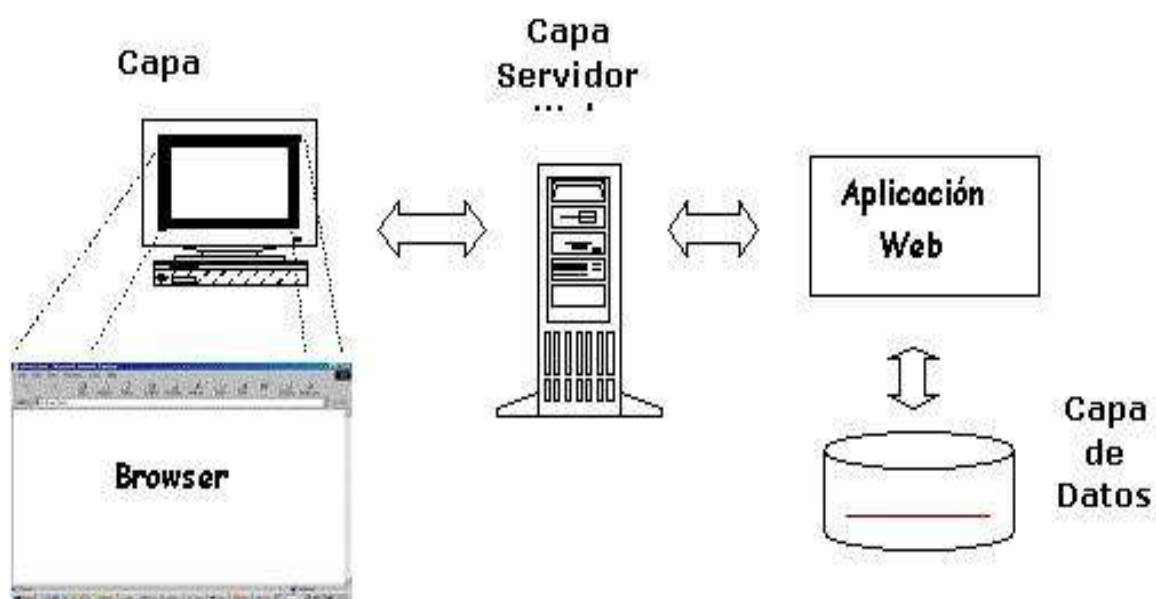 Capa
Capa
Servidor
Aplicación
Web
Browser
Capa
de
Datos